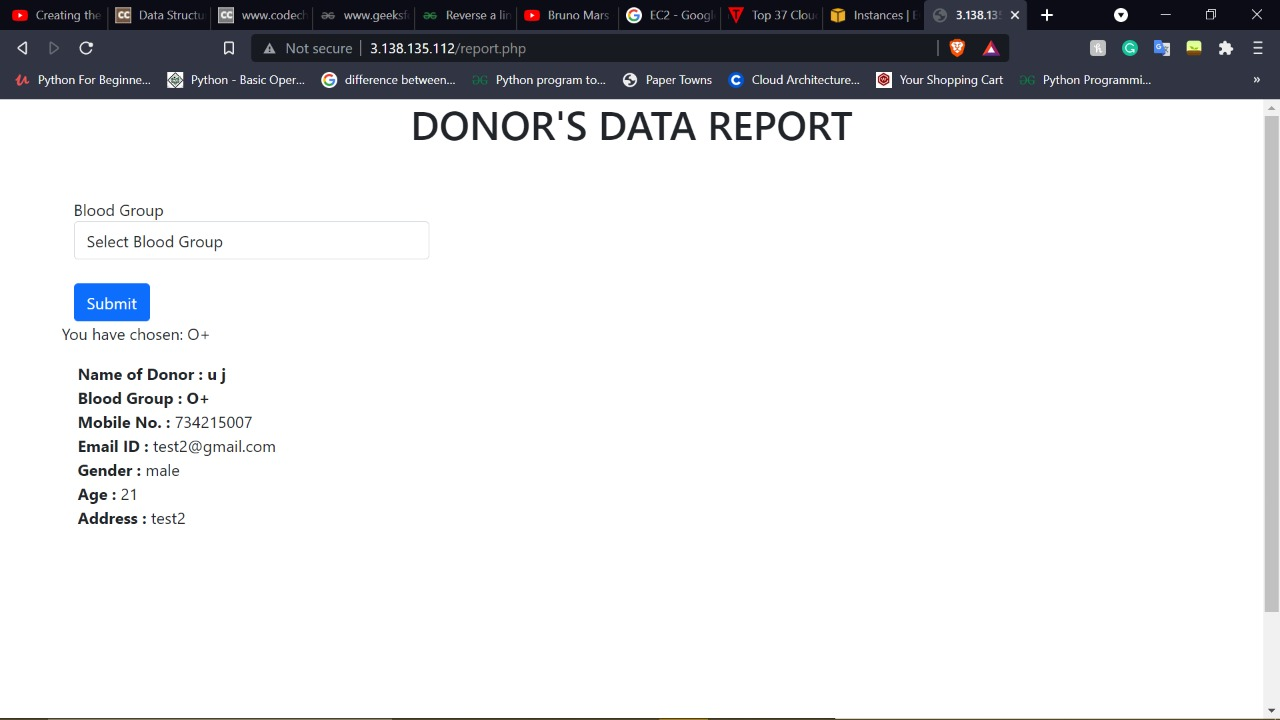 Creating the
Data Structu
www.codech
www.geeksf
Reverse a lin
Bruno Mars
EC2 - Googl
Top 37 Clou
Instances | E
3.138.135
Not secure
3.138.135.112/report.php
Python For Beginne...
Python - Basic Oper...
difference between...
Python program to...
Paper Towns
Cloud Architecture...
Your Shopping Cart
Python Programmi...
»
DONOR'S DATA REPORT
Blood Group
Select Blood Group
Submit
You have chosen: O+
Name of Donor : u j
Blood Group : O+
Mobile No. : 734215007
Email ID : test2@gmail.com
Gender : male
Age : 21
Address : test2